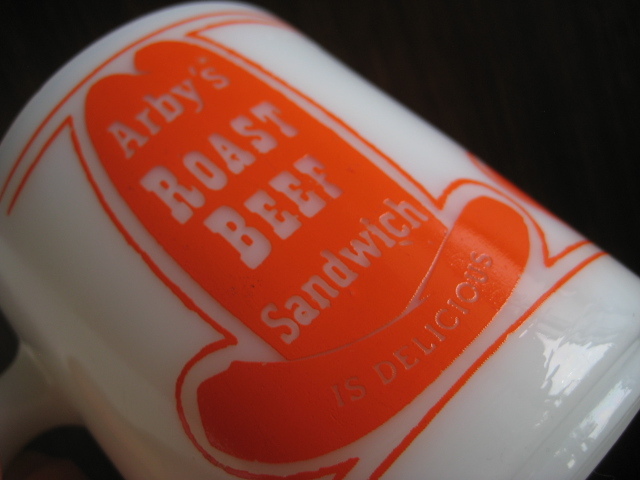 Arby's
ROAST
BEEF
Sandwich
IS DELICIOUS